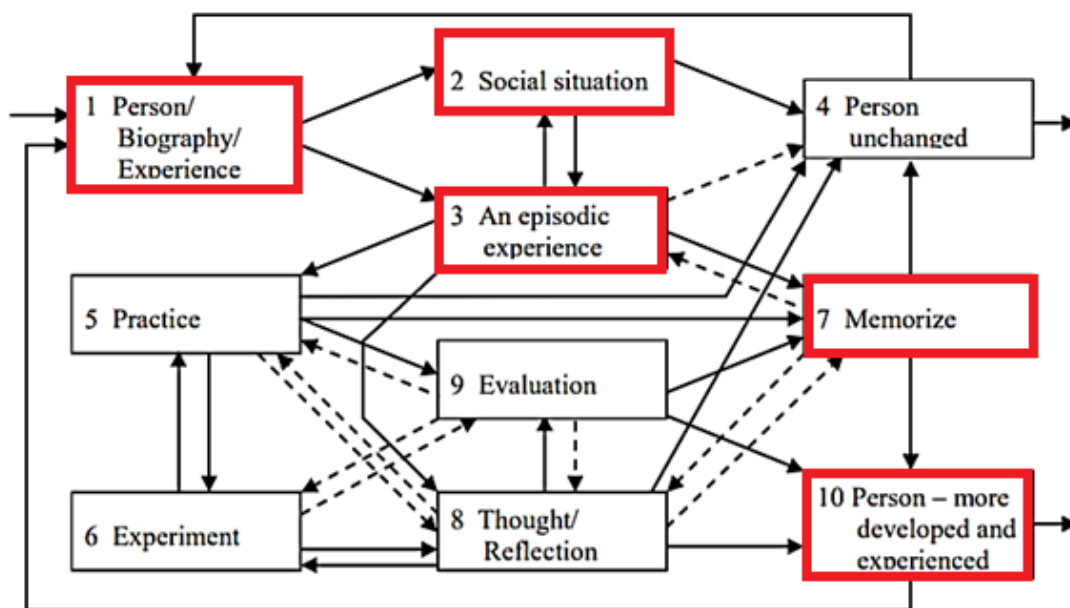 1 Person/
Biography/
Experience
2 Social situation
3 An episodic
experience
4 Person
unchanged
5 Practice
6 Experiment
7 Memorize
8 Thought/
Reflection
9 Evaluation
10 Person – more
developed and
experienced